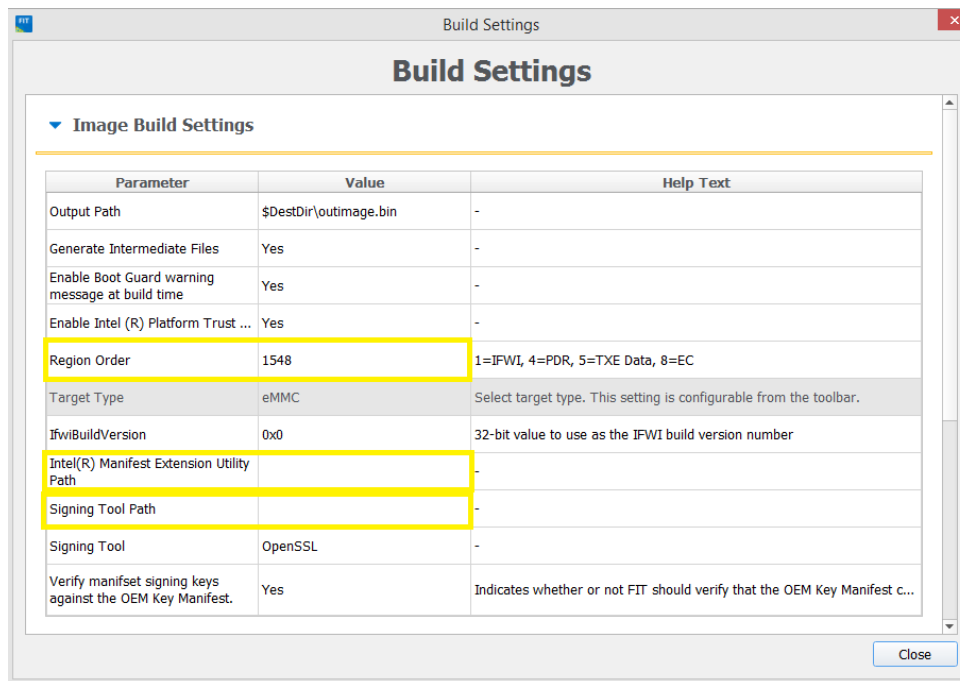 FIT
Build Settings
Build Settings
Image Build Settings
Parameter Value Help Text
Output Path $DestDir\outimage.bin -
Generate Intermediate Files Yes -
Enable Boot Guard warning
message at build time Yes -
Enable Intel (R) Platform Trust ... Yes -
Region Order 1548 1=IFWI, 4=PDR, 5=TXE Data, 8=EC
Target Type eMMC Select target type. This setting is configurable from the toolbar.
IfwiBuildVersion 0x0 32-bit value to use as the IFWI build version number
Intel(R) Manifest Extension Utility
Path -
Signing Tool Path -
Signing Tool OpenSSL -
Verify manifset signing keys
against the OEM Key Manifest. Yes Indicates whether or not FIT should verify that the OEM Key Manifest c...
Close